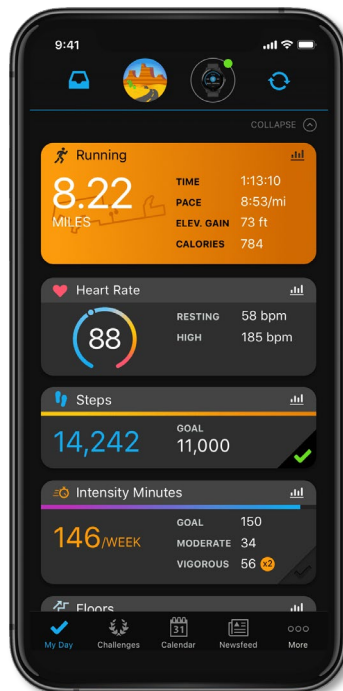 9:41
COLLAPSE
Running
8.22
MILES
TIME 1:13:10
PACE 8:53/mi
ELEV. GAIN 73 ft
CALORIES 784
Heart Rate
88
RESTING 58 bpm
HIGH 185 bpm
Steps
14,242
GOAL
11,000
Intensity Minutes
146/WEEK
GOAL 150
MODERATE 34
VIGOROUS 56 x2
Floors
31
My Day Challenges Calendar Newsfeed More